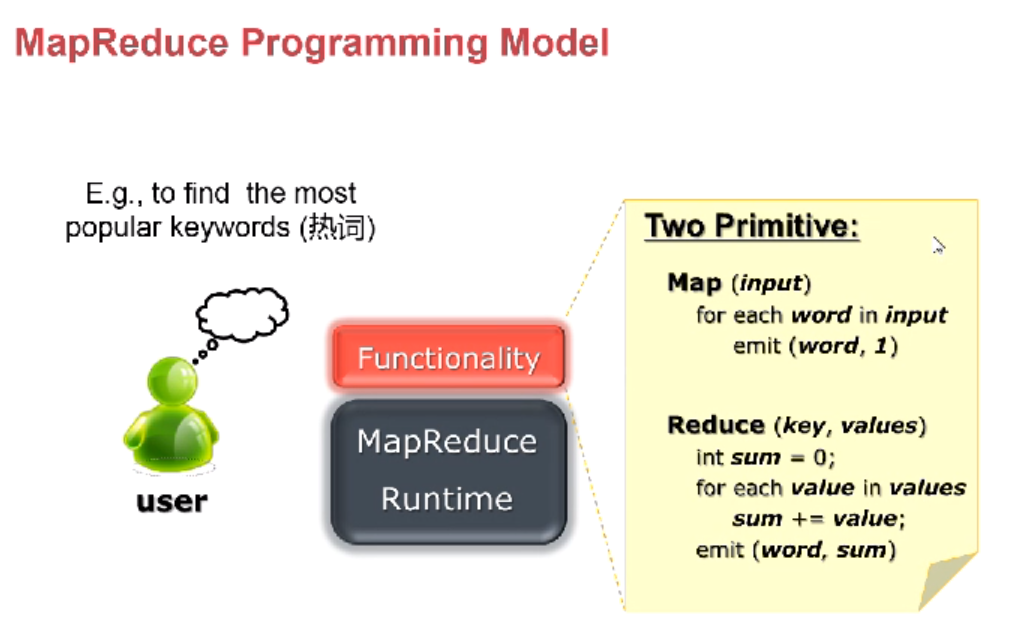 MapReduce Programming Model
E.g., to find the most
popular keywords (热词)
user
Functionality
MapReduce
Runtime
Two Primitive:
Map (input)
for each word in input
emit (word, 1)
Reduce (key, values)
int sum = 0;
for each value in values
sum += value;
emit (word, sum)